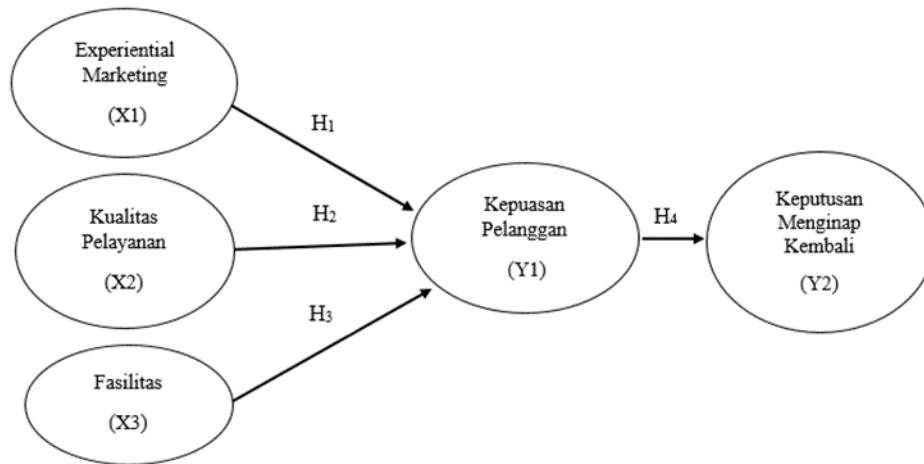 Experiential
Marketing
(X1)
H1
Kualitas
Pelayanan
(X2)
H2
Fasilitas
(X3)
H3
Kepuasan
Pelanggan
(Y1)
H4
Keputusan
Menginap
Kembali
(Y2)